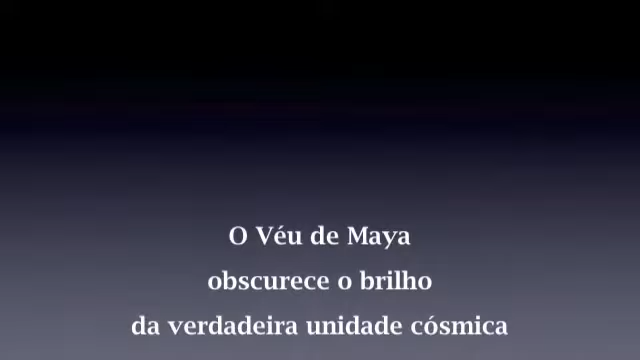 O Véu de Maya
obscurece o brilho
da verdadeira unidade cósmica